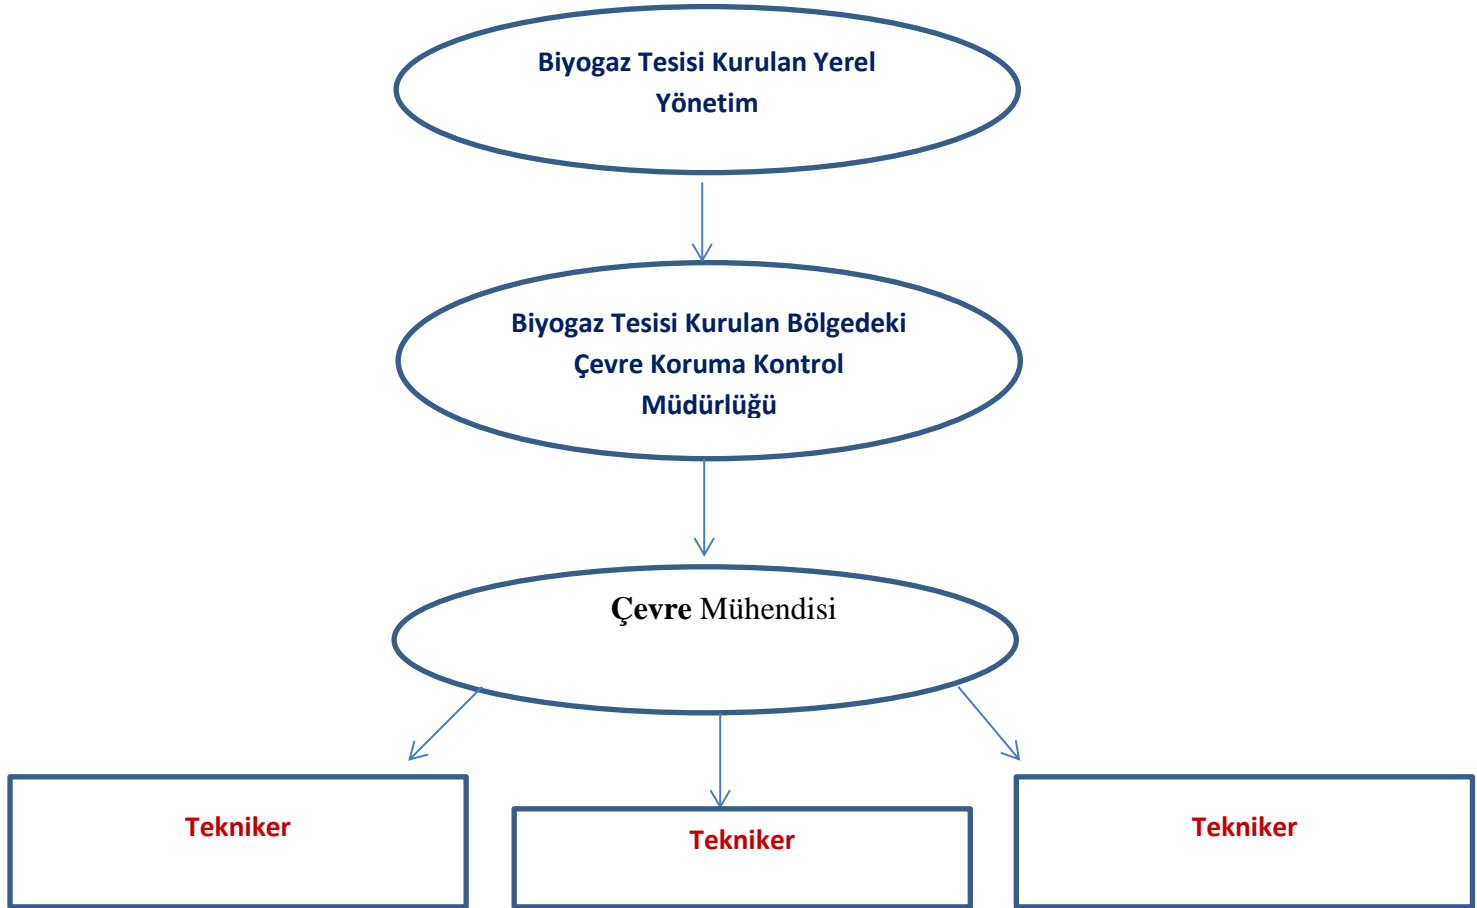 Biyogaz Tesisi Kurulan Yerel
Yönetim
Biyogaz Tesisi Kurulan Bölgedeki
Çevre Koruma Kontrol
Müdürlüğü
Çevre Mühendisi
Tekniker
Tekniker
Tekniker